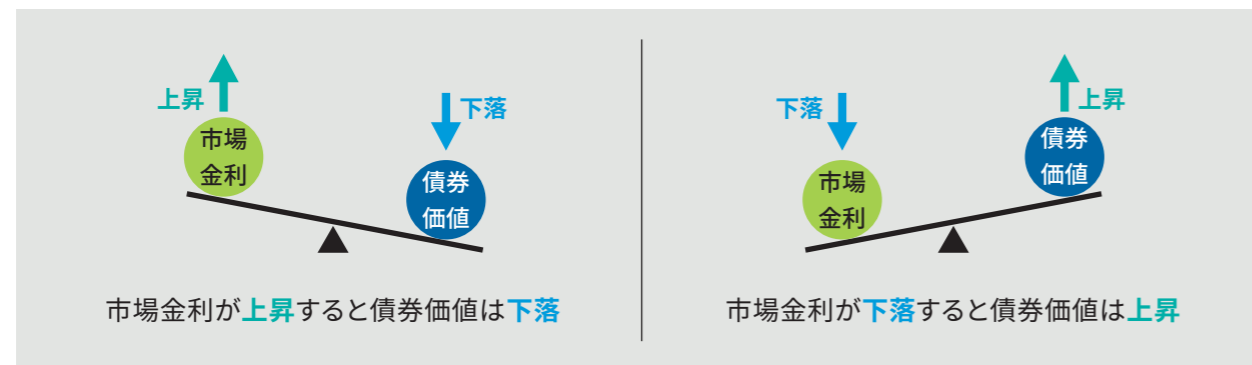 上昇
下落
市場
金利
債券
価値
市場金利が上昇すると債券価値は下落
下落
上昇
市場
金利
債券
価値
市場金利が下落すると債券価値は上昇